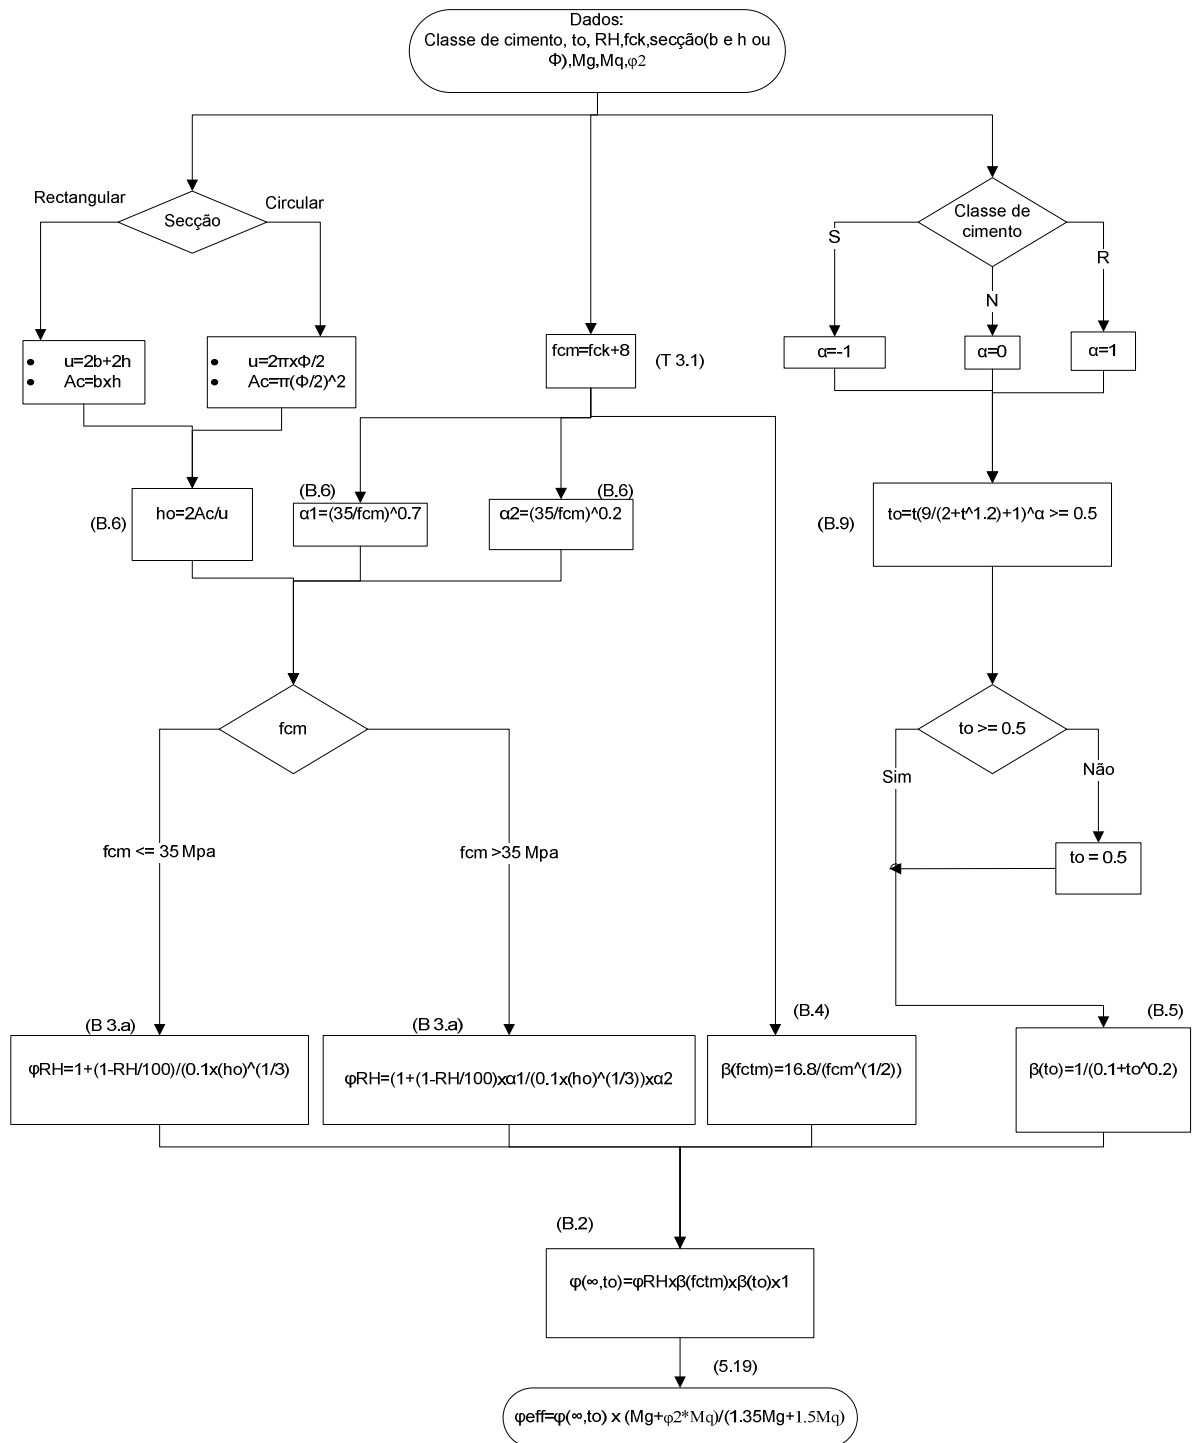 Dados:
Classe de cimento, to, RH,fck,secção(b e h ou
Φ),Mg,Mq,φ2
Rectangular
Circular
Secção
Classe de
cimento
S
N
R
• u=2b+2h
• Ac=bxh
• u=2πxΦ/2
• Ac=π(Φ/2)^2
fcm=fck+8
(T 3.1)
α=-1
α=0
α=1
(B.6)
ho=2Ac/u
(B.6)
α1=(35/fcm)^0.7
(B.6)
α2=(35/fcm)^0.2
(B.9)
to=t(9/(2+t^1.2)+1)^α >= 0.5
fcm
to >= 0.5
Sim
Não
to = 0.5
fcm <= 35 Mpa
fcm >35 Mpa
(B 3.a)
φRH=1+(1-RH/100)/(0.1x(ho)^(1/3)
(B 3.a)
φRH=(1+(1-RH/100)xα1/(0.1x(ho)^(1/3))xα2
(B.4)
β(fctm)=16.8/(fcm^(1/2))
(B.5)
β(to)=1/(0.1+to^0.2)
(B.2)
φ(∞,to)=φRHxβ(fctm)xβ(to)x1
(5.19)
φeff=φ(∞,to) x (Mg+φ2*Mq)/(1.35Mg+1.5Mq)